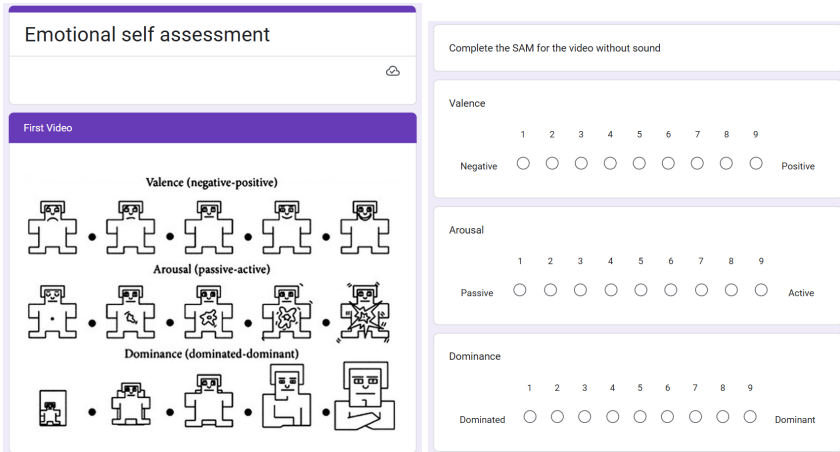 Emotional self assessment
First Video
Valence (negative-positive)
Arousal (passive-active)
Dominance (dominated-dominant)
Complete the SAM for the video without sound
Valence
1 2 3 4 5 6 7 8 9
Negative Positive
Arousal
1 2 3 4 5 6 7 8 9
Passive Active
Dominance
1 2 3 4 5 6 7 8 9
Dominated Dominant